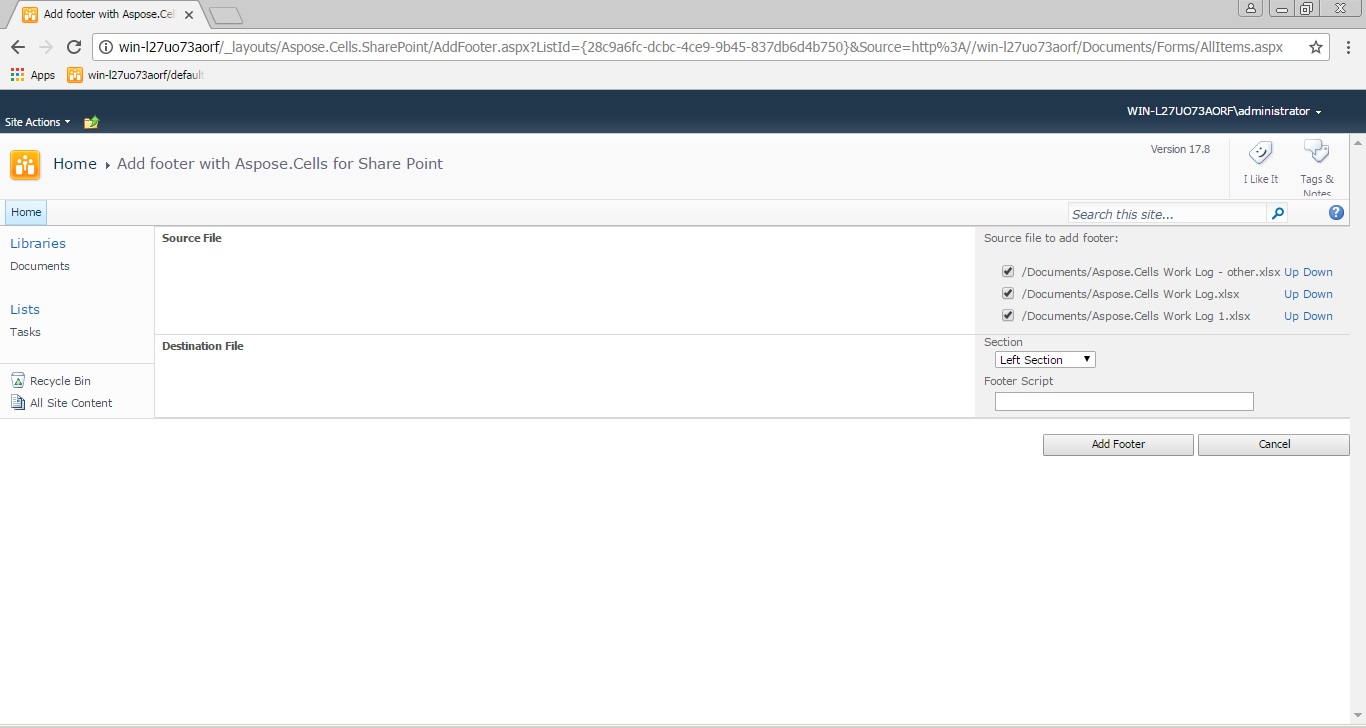 Add footer with Aspose.Cel
win-l27uo73aorf/_layouts/Aspose.Cells.SharePoint/AddFooter.aspx?ListId={28c9a6fc-dcbc-4ce9-9b45-837db6d4b750}&Source=http%3A//win-l27uo73aorf/Documents/Forms/AllItems.aspx
Apps win-l27uo73aorf/default
WIN-L27UO73AORF\administrator
Site Actions
Home Add footer with Aspose.Cells for Share Point
Version 17.8
I Like It
Tags & Notes
Home
Search this site...
Libraries
Documents
Lists
Tasks
Recycle Bin
All Site Content
Source File
Source file to add footer:
/Documents/Aspose.Cells Work Log - other.xlsx Up Down
/Documents/Aspose.Cells Work Log.xlsx Up Down
/Documents/Aspose.Cells Work Log 1.xlsx Up Down
Destination File
Section
Left Section
Footer Script
Add Footer Cancel